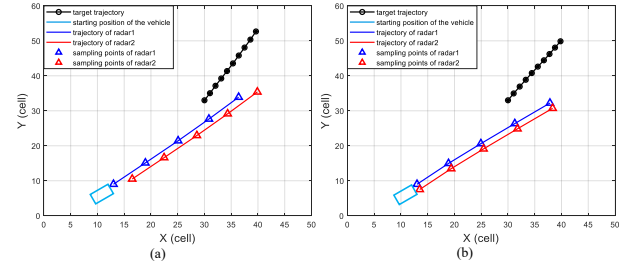 target trajectory
starting position of the vehicle
trajectory of radar1
trajectory of radar2
sampling points of radar1
sampling points of radar2
60
50
40
30
20
10
0
Y (cell)
0 5 10 15 20 25 30 35 40 45 50
X (cell)
(a)
target trajectory
starting position of the vehicle
trajectory of radar1
trajectory of radar2
sampling points of radar1
sampling points of radar2
60
50
40
30
20
10
0
Y (cell)
0 5 10 15 20 25 30 35 40 45 50
X (cell)
(b)